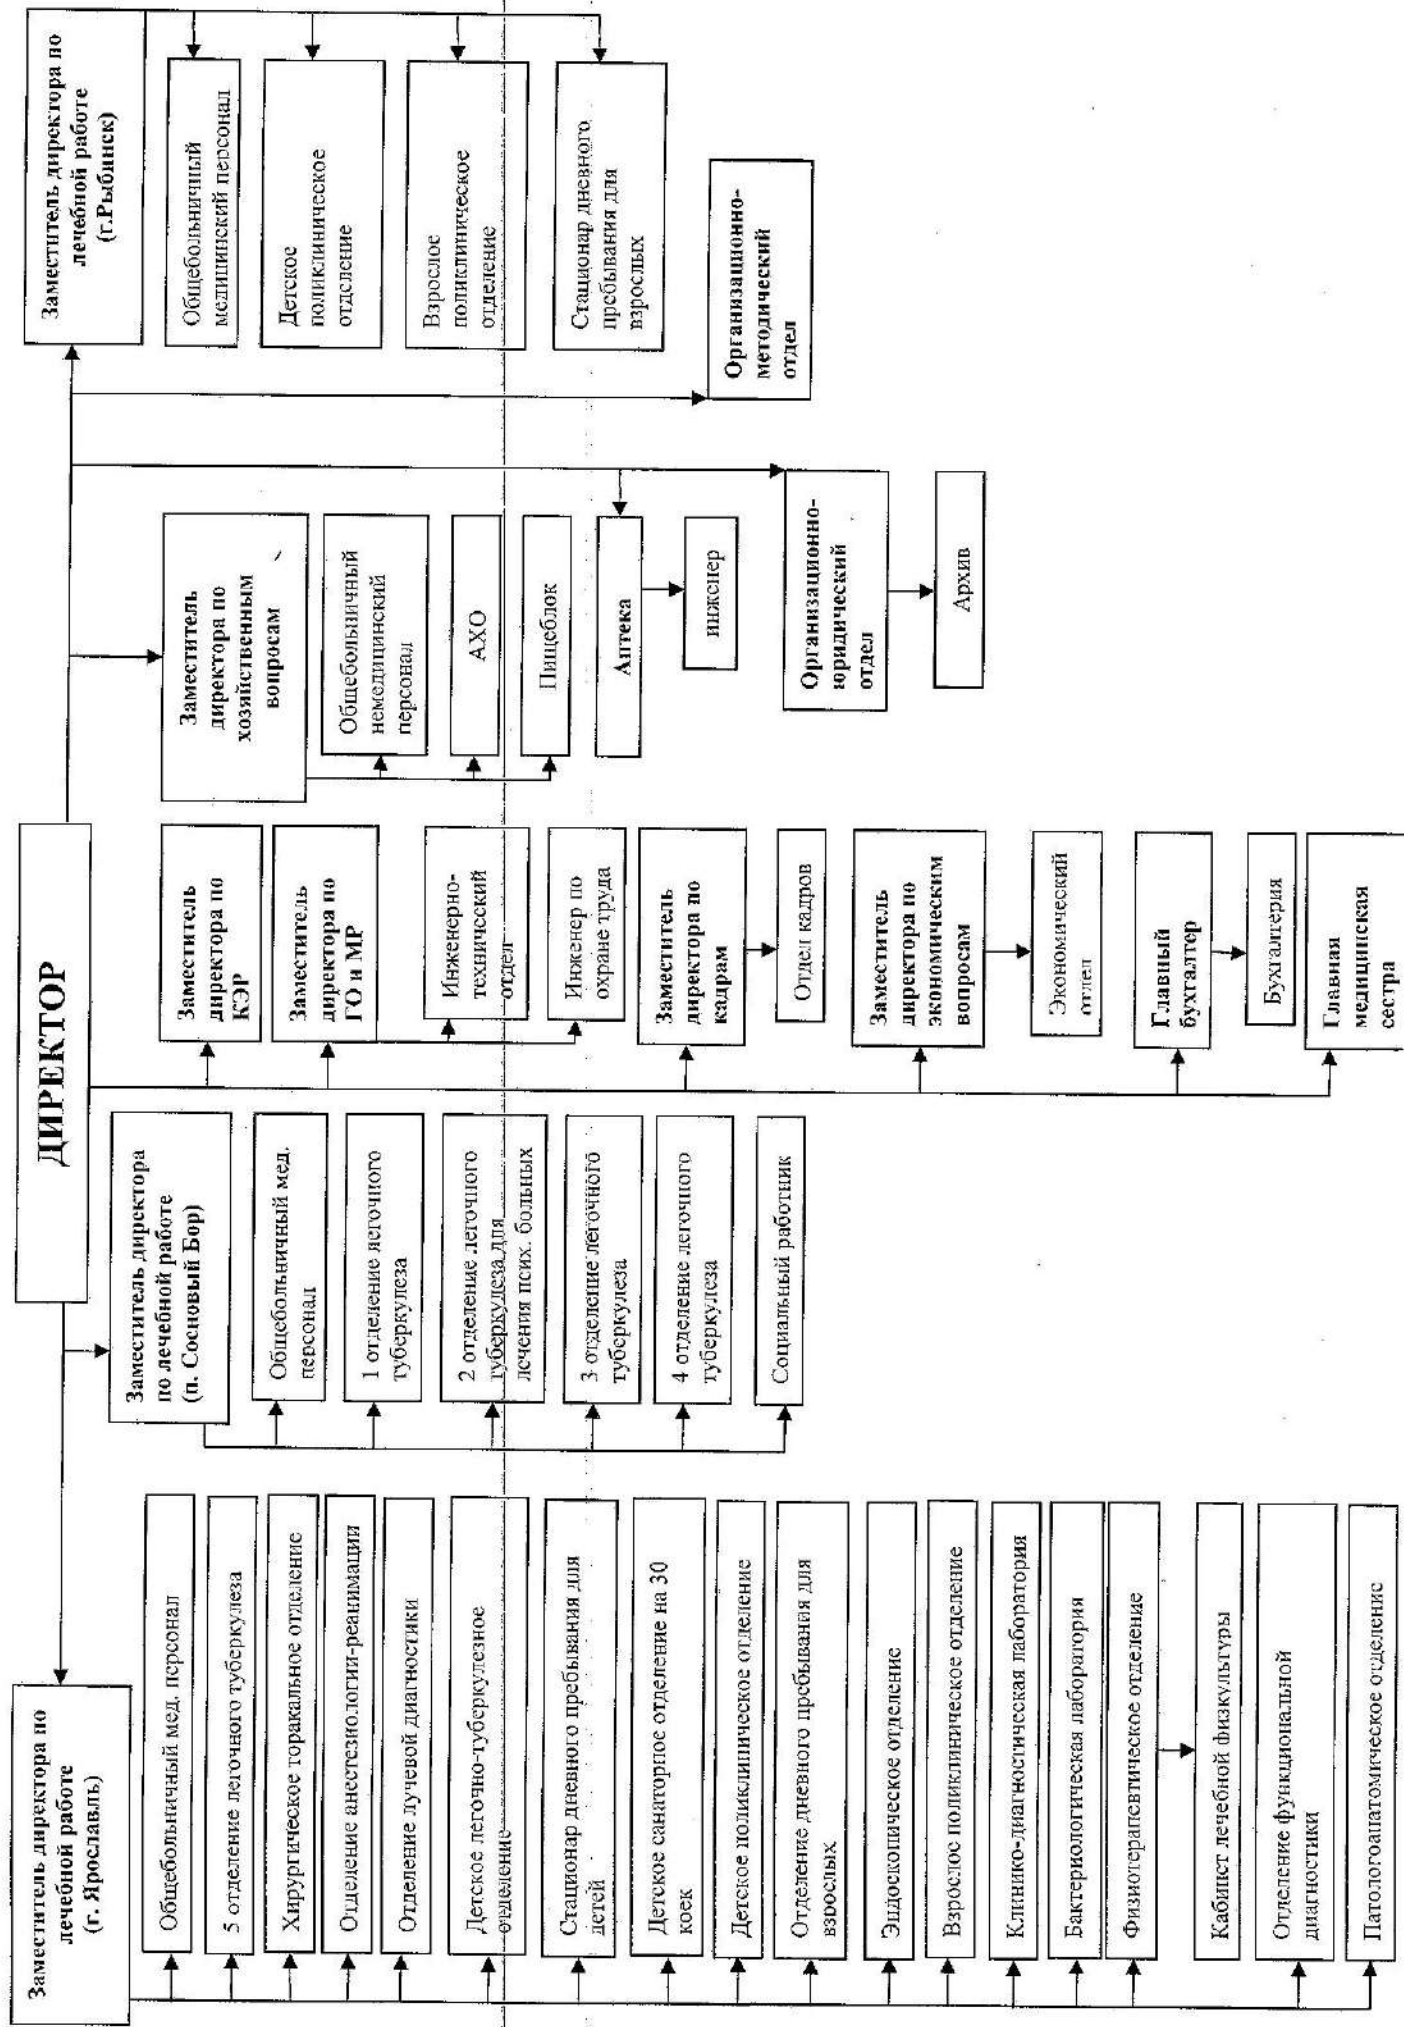 ДИРЕКТОР
Заместитель директора по
лечебной работе
(г. Ярославль)
Общебольничный мед. персонал
5 отделение легочного туберкулеза
Хирургическое торакальное отделение
Отделение анестезиологии-реанимации
Отделение лучевой диагностики
Детское легочно-туберкулезное
отделение
Стационар дневного пребывания для
детей
Детское санаторное отделение на 30
коек
Детское поликлиническое отделение
Отделение дневного пребывания для
взрослых
Эндоскопическое отделение
Взрослое поликлиническое отделение
Клинико-диагностическая лаборатория
Бактериологическая лаборатория
Физиотерапевтическое отделение
Кабинет лечебной физкультуры
Отделение функциональной
диагностики
Патологоанатомическое отделение
Заместитель директора
по лечебной работе
(п. Сосновый Бор)
Общебольничный мед.
персонал
1 отделение легочного
туберкулеза
2 отделение легочного
туберкулеза для
лечения псих. больных
3 отделение легочного
туберкулеза
4 отделение легочного
туберкулеза
Социальный работник
Заместитель
директора по
КЭР
Заместитель
директора по
ГО и МР
Инженерно-
технический
отдел
Инженер по
охране труда
Заместитель
директора по
кадрам
Отдел кадров
Заместитель
директора по
экономическим
вопросам
Экономический
отдел
Главный
бухгалтер
Бухгалтерия
Главная
медицинская
сестра
Заместитель
директора по
хозяйственным
вопросам
Общебольничный
немедицинский
персонал
АХО
Пищеблок
Аптека
инженер
Организационно-
юридический
отдел
Архив
Заместитель директора по
лечебной работе
(г.Рыбинск)
Общебольничный
медицинский персонал
Детское
поликлиническое
отделение
Взрослое
поликлиническое
отделение
Стационар дневного
пребывания для
взрослых
Организационно-
методический
отдел